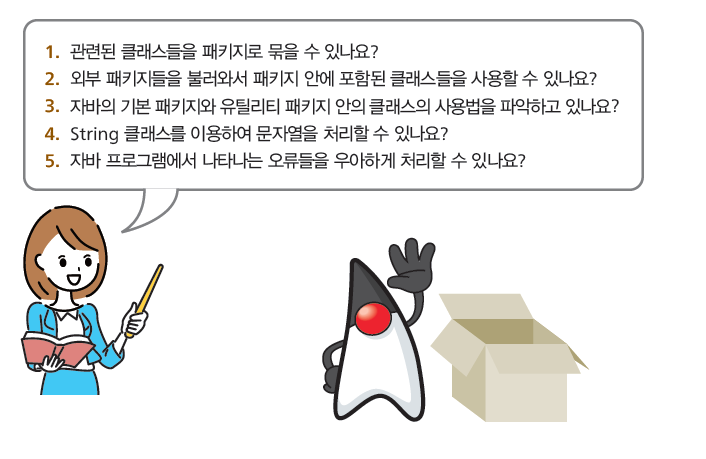 1. 관련된 클래스들을 패키지로 묶을 수 있나요?
2. 외부 패키지들을 불러와서 패키지 안에 포함된 클래스들을 사용할 수 있나요?
3. 자바의 기본 패키지와 유틸리티 패키지 안의 클래스의 사용법을 파악하고 있나요?
4. String 클래스를 이용하여 문자열을 처리할 수 있나요?
5. 자바 프로그램에서 나타나는 오류들을 우아하게 처리할 수 있나요?